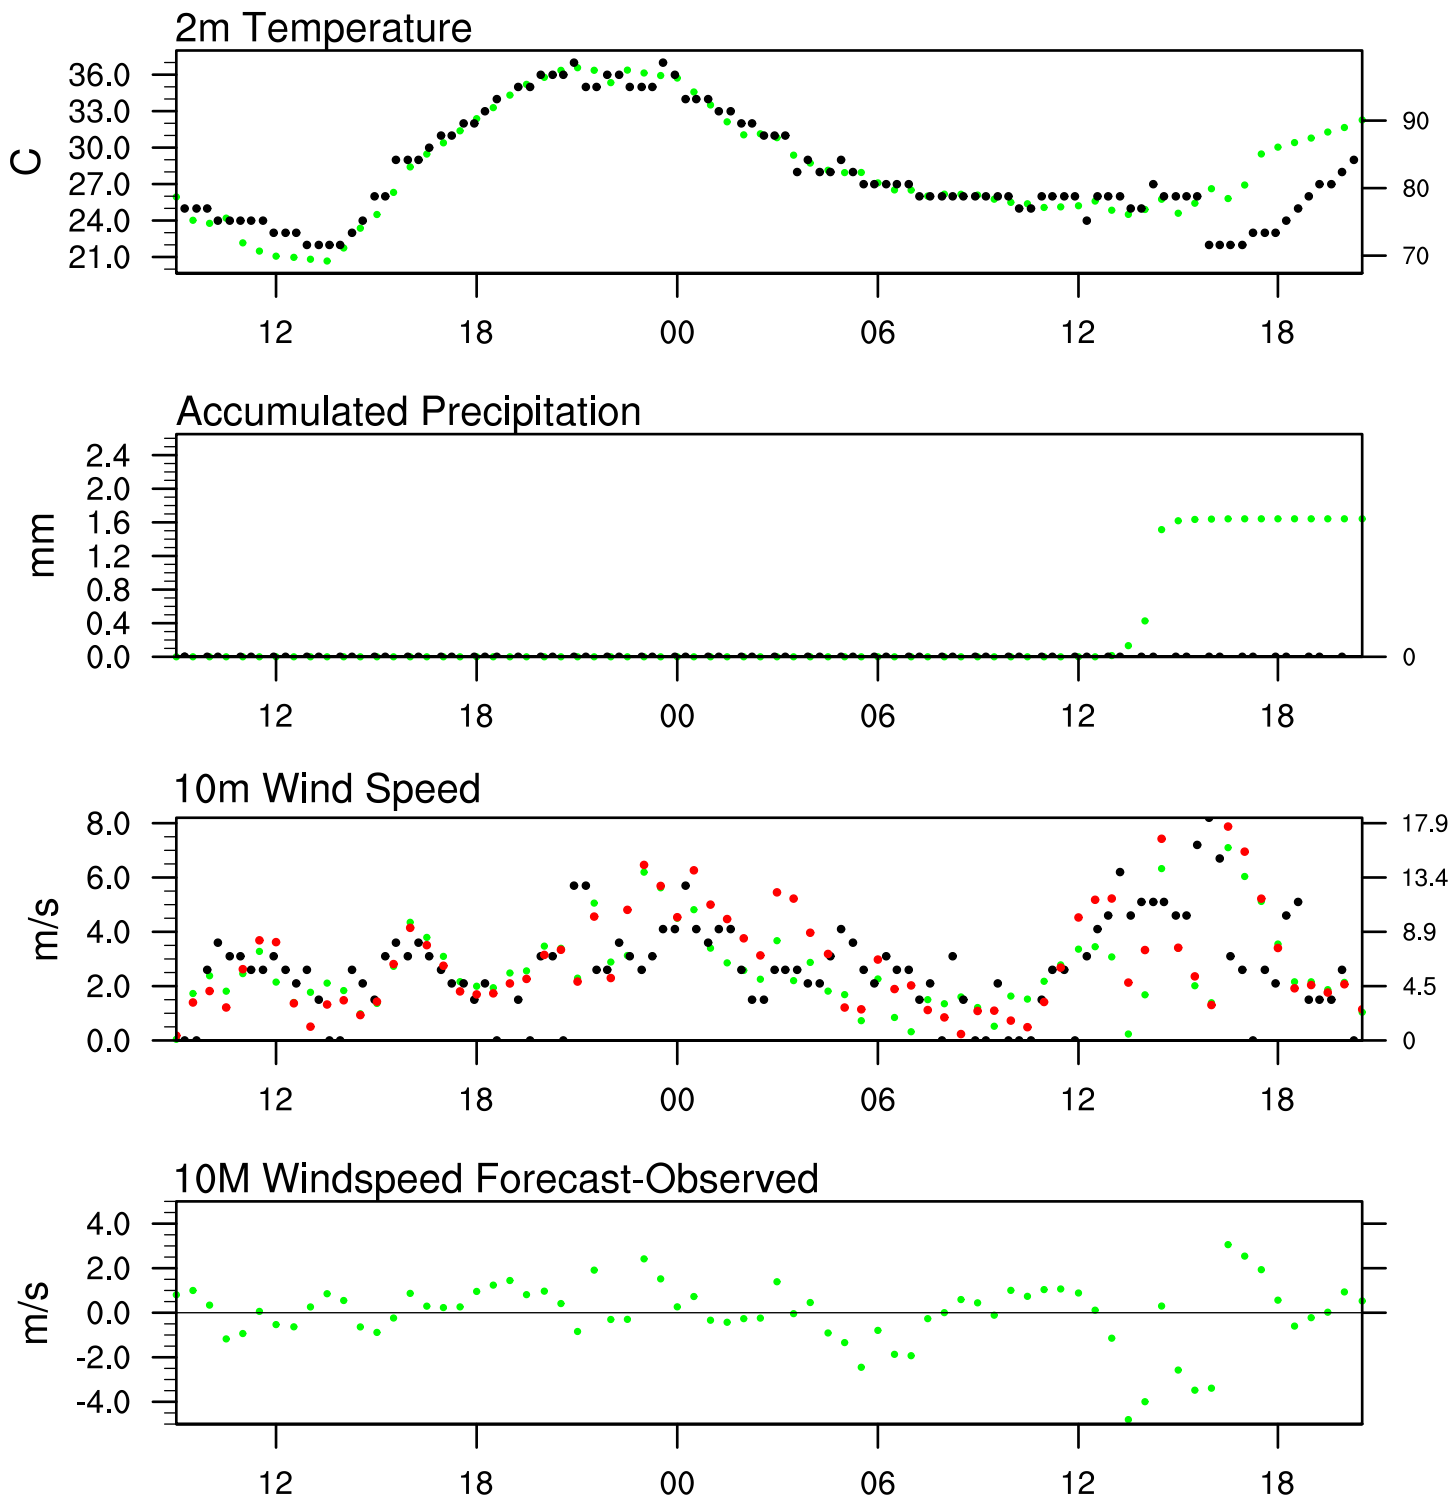 2m Temperature
36.0
33.0
30.0
27.0
24.0
21.0
C
90
80
70
12 18 00 06 12 18
Accumulated Precipitation
2.4
2.0
1.6
1.2
0.8
0.4
0.0
mm
0
12 18 00 06 12 18
10m Wind Speed
8.0
6.0
4.0
2.0
0.0
m/s
17.9
13.4
8.9
4.5
0
12 18 00 06 12 18
10M Windspeed Forecast-Observed
4.0
2.0
0.0
-2.0
-4.0
m/s
12 18 00 06 12 18